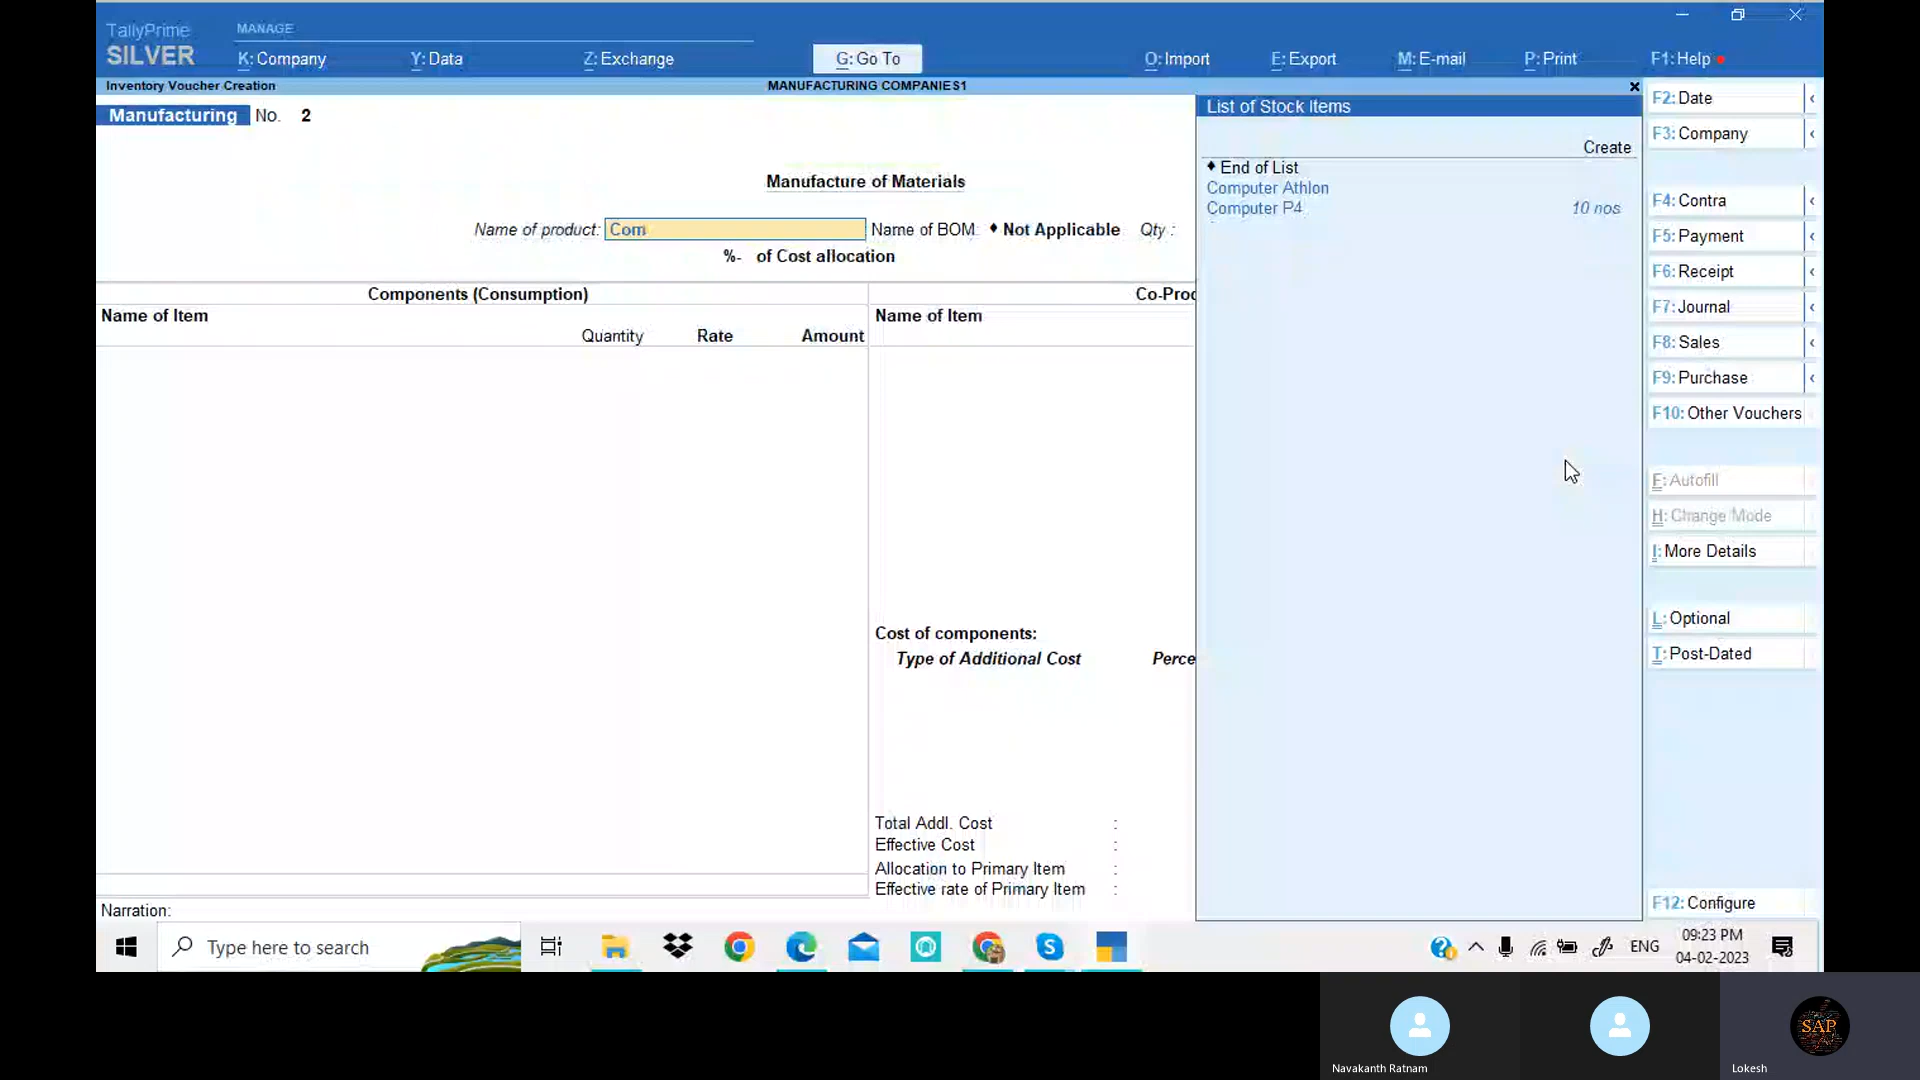 TallyPrime
SILVER
MANAGE
K: Company
Y: Data
Z: Exchange
G: Go To
O: Import
E: Export
M: E-mail
P: Print
F1: Help
Inventory Voucher Creation
MANUFACTURING COMPANIES1
Manufacturing No. 2
Manufacture of Materials
Name of product: Com Name of BOM: ♦ Not Applicable Qty :
%- of Cost allocation
Components (Consumption)
Name of Item
Quantity Rate Amount
Co-Proc
Name of Item
Cost of components:
Type of Additional Cost Perce
Total Addl. Cost :
Effective Cost :
Allocation to Primary Item :
Effective rate of Primary Item :
Narration:
List of Stock Items
Create
♦ End of List
Computer Athlon
Computer P4 10 nos
F2: Date
F3: Company
F4: Contra
F5: Payment
F6: Receipt
F7: Journal
F8: Sales
F9: Purchase
F10: Other Vouchers
F: Autofill
H: Change Mode
I: More Details
L: Optional
T: Post-Dated
F12: Configure
Type here to search
ENG
09:23 PM
04-02-2023
Navakanth Ratnam
SAP
Lokesh